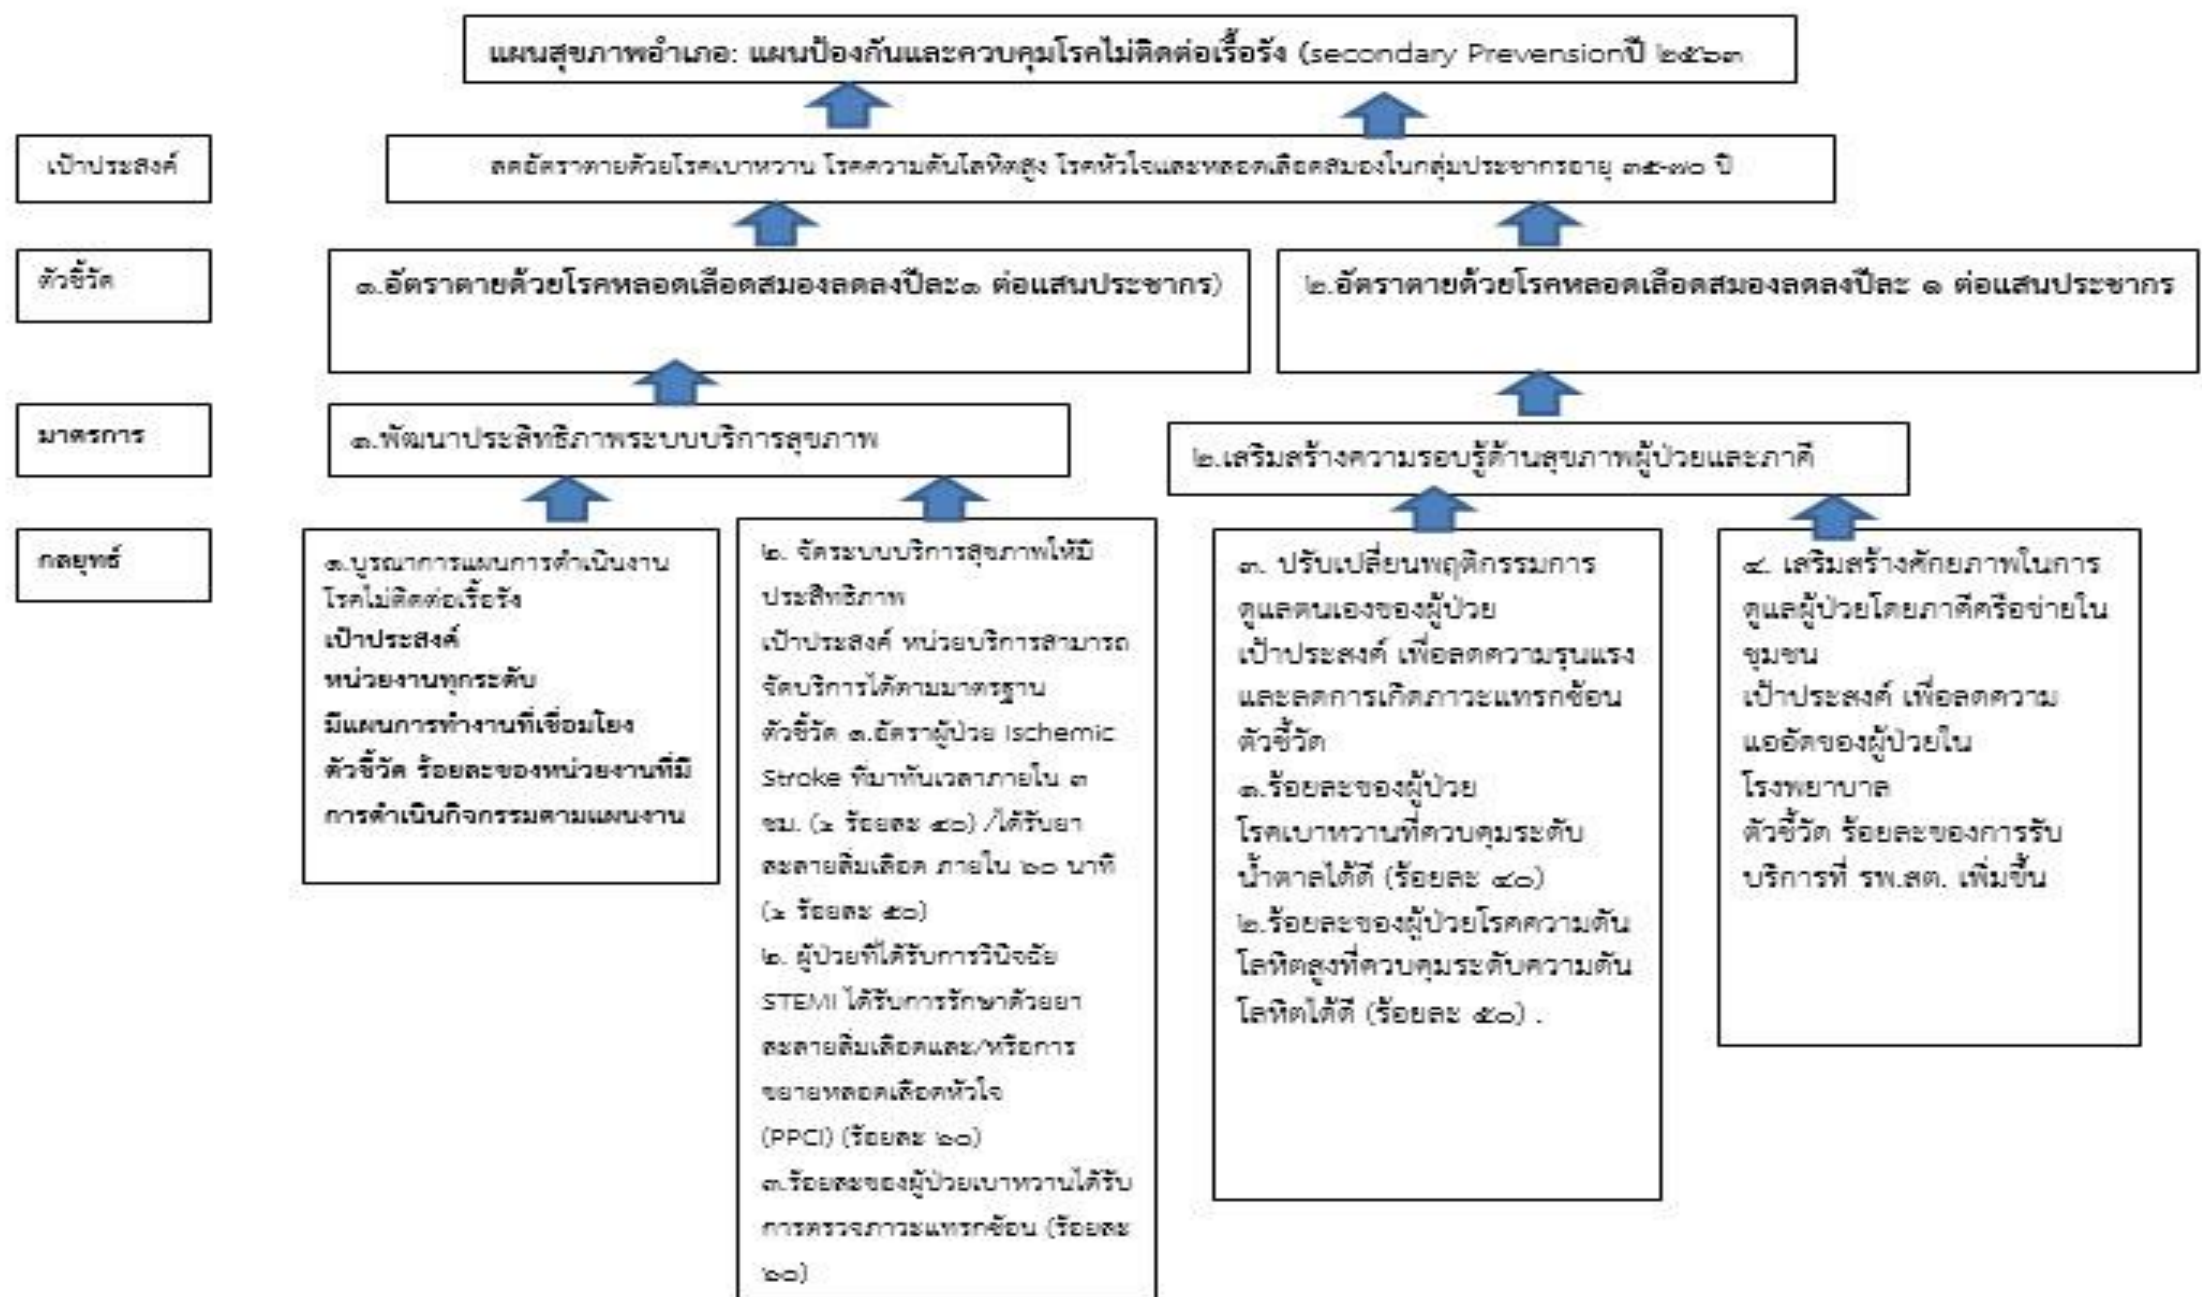 แผนสุขภาพอำเภอ: แผนป้องกันและควบคุมโรคไม่ติดต่อเรื้อรัง (secondary Prevensionปี ๒๕๖๓
เป้าประสงค์
ลดอัตราตายด้วยโรคเบาหวาน โรคความดันโลหิตสูง โรคหัวใจและหลอดเลือดสมองในกลุ่มประชากรอายุ ๓๕-๗๐ ปี
ตัวชี้วัด
๑.อัตราตายด้วยโรคหลอดเลือดสมองลดลงปีละ๑ ต่อแสนประชากร)
๒.อัตราตายด้วยโรคหลอดเลือดสมองลดลงปีละ ๑ ต่อแสนประชากร
มาตรการ
๑.พัฒนาประสิทธิภาพระบบบริการสุขภาพ
๒.เสริมสร้างความรอบรู้ด้านสุขภาพผู้ป่วยและภาคี
กลยุทธ์
๑.บูรณาการแผนการดำเนินงาน
โรคไม่ติดต่อเรื้อรัง
เป้าประสงค์
หน่วยงานทุกระดับ
มีแผนการทำงานที่เชื่อมโยง
ตัวชี้วัด ร้อยละของหน่วยงานที่มี
การดำเนินกิจกรรมตามแผนงาน
๒. จัดระบบบริการสุขภาพให้มี
ประสิทธิภาพ
เป้าประสงค์ หน่วยบริการสามารถ
จัดบริการได้ตามมาตรฐาน
ตัวชี้วัด ๑.อัตราผู้ป่วย Ischemic
Stroke ที่มาทันเวลาภายใน ๓
ชม. (≥ ร้อยละ ๕๐) /ได้รับยา
ละลายลิ่มเลือด ภายใน ๖๐ นาที
(≥ ร้อยละ ๕๐)
๒. ผู้ป่วยที่ได้รับการวินิจฉัย
STEMI ได้รับการรักษาด้วยยา
ละลายลิ่มเลือดและ/หรือการ
ขยายหลอดเลือดหัวใจ
(PPCI) (ร้อยละ ๒๐)
๓.ร้อยละของผู้ป่วยเบาหวานได้รับ
การตรวจภาวะแทรกซ้อน (ร้อยละ
๖๐)
๓. ปรับเปลี่ยนพฤติกรรมการ
ดูแลตนเองของผู้ป่วย
เป้าประสงค์ เพื่อลดความรุนแรง
และลดการเกิดภาวะแทรกซ้อน
ตัวชี้วัด
๑.ร้อยละของผู้ป่วย
โรคเบาหวานที่ควบคุมระดับ
น้ำตาลได้ดี (ร้อยละ ๔๐)
๒.ร้อยละของผู้ป่วยโรคความดัน
โลหิตสูงที่ควบคุมระดับความดัน
โลหิตได้ดี (ร้อยละ ๕๐) .
๔. เสริมสร้างศักยภาพในการ
ดูแลผู้ป่วยโดยภาคีครือข่ายใน
ชุมชน
เป้าประสงค์ เพื่อลดความ
แออัดของผู้ป่วยใน
โรงพยาบาล
ตัวชี้วัด ร้อยละของการรับ
บริการที่ รพ.สต. เพิ่มขึ้น